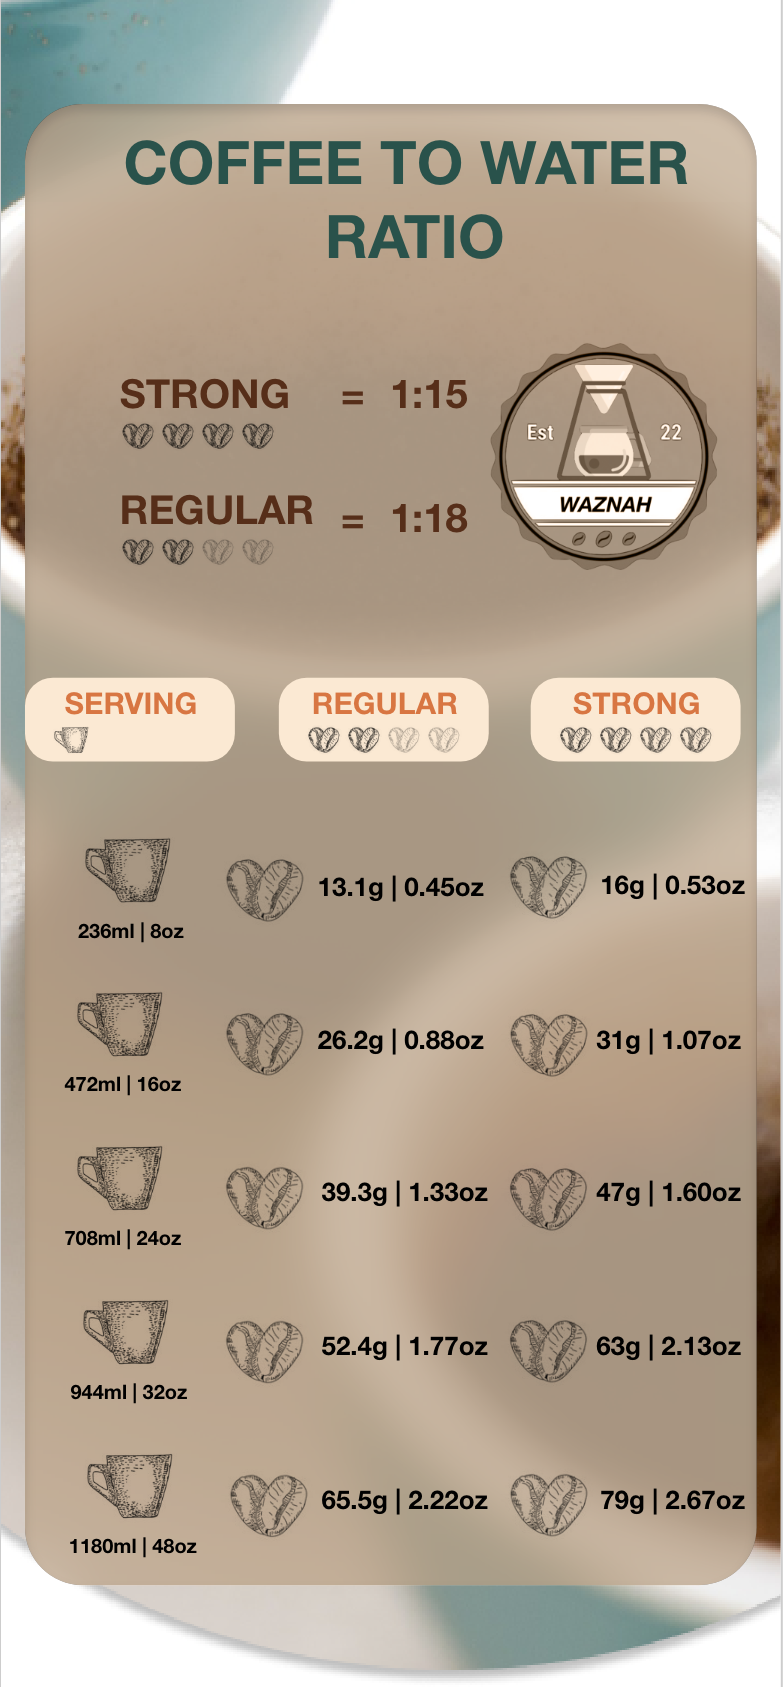 COFFEE TO WATER
RATIO
STRONG = 1:15
REGULAR = 1:18
Est 22
WAZNAH
SERVING REGULAR STRONG
236ml | 8oz 13.1g | 0.45oz 16g | 0.53oz
472ml | 16oz 26.2g | 0.88oz 31g | 1.07oz
708ml | 24oz 39.3g | 1.33oz 47g | 1.60oz
944ml | 32oz 52.4g | 1.77oz 63g | 2.13oz
1180ml | 48oz 65.5g | 2.22oz 79g | 2.67oz